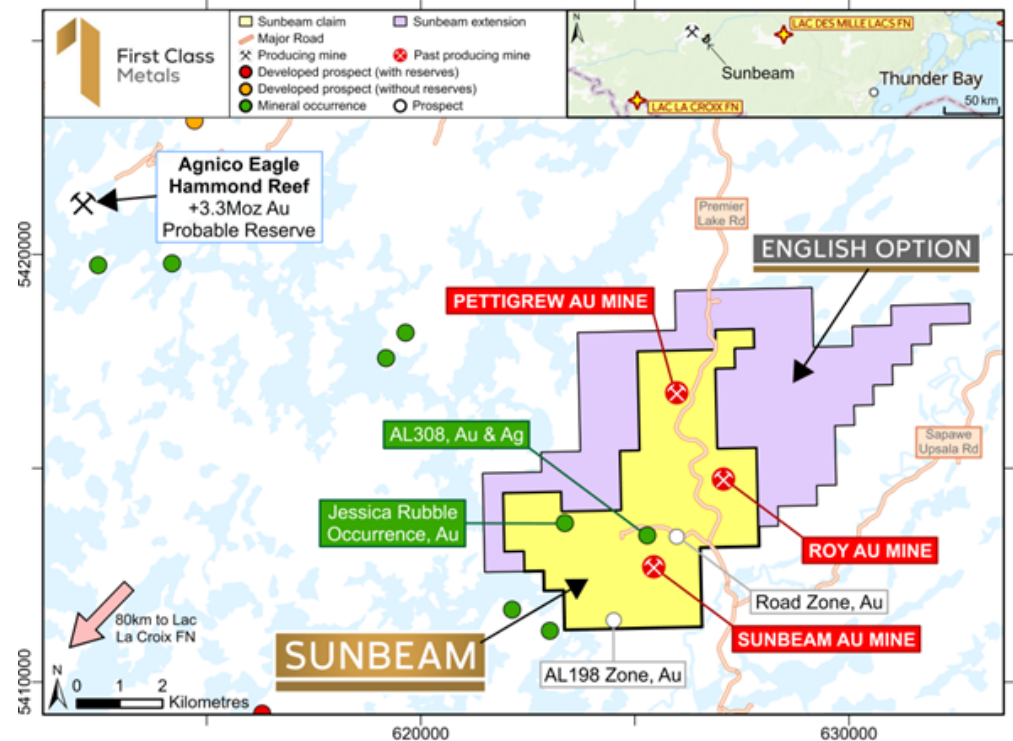 First Class
Metals
Sunbeam claim
Sunbeam extension
Major Road
Producing mine
Past producing mine
Developed prospect (with reserves)
Developed prospect (without reserves)
Mineral occurrence
Prospect
N
LAC DES MILLE LACS FN
Sunbeam
Thunder Bay
LAC LA CROIX FN
50 km
Agnico Eagle
Hammond Reef
+3.3Moz Au
Probable Reserve
Premier
Lake Rd
5420000
ENGLISH OPTION
PETTIGREW AU MINE
AL308, Au & Ag
Sapawe
Upsala Rd
Jessica Rubble
Occurrence, Au
ROY AU MINE
Road Zone, Au
80km to Lac
La Croix FN
SUNBEAM AU MINE
SUNBEAM
AL198 Zone, Au
5410000
N
0 1 2
Kilometres
620000
630000